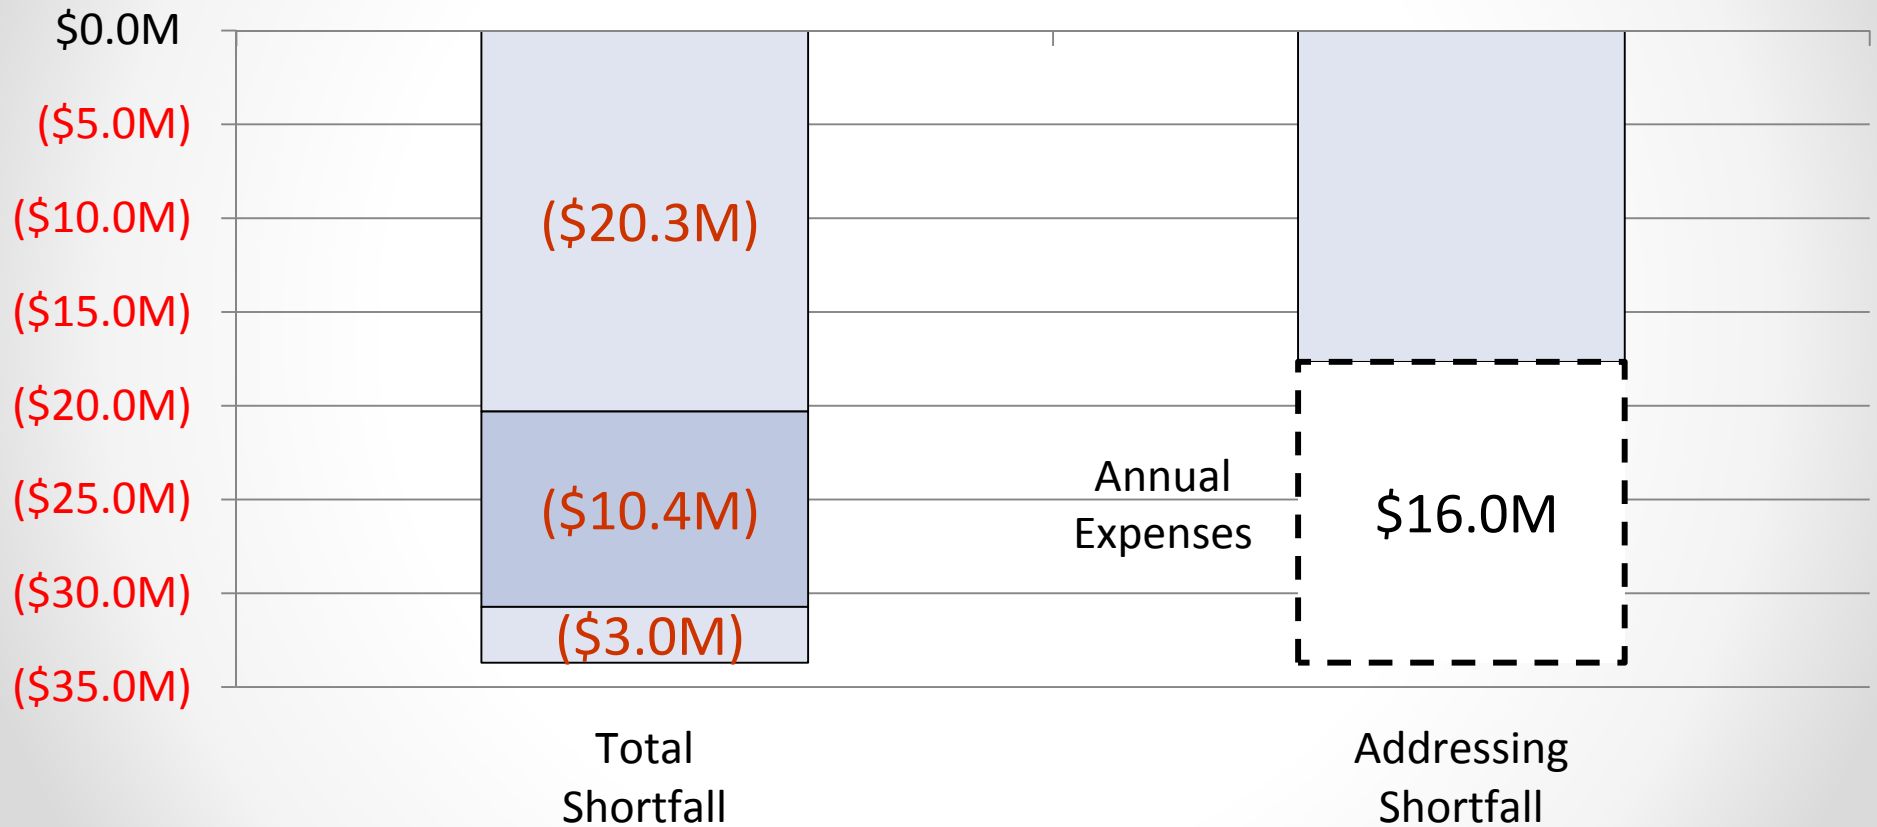 $0.0M
($5.0M)
($10.0M)
($15.0M)
($20.0M)
($25.0M)
($30.0M)
($35.0M)
($20.3M)
($10.4M)
($3.0M)
Annual
Expenses
$16.0M
Total
Shortfall
Addressing
Shortfall